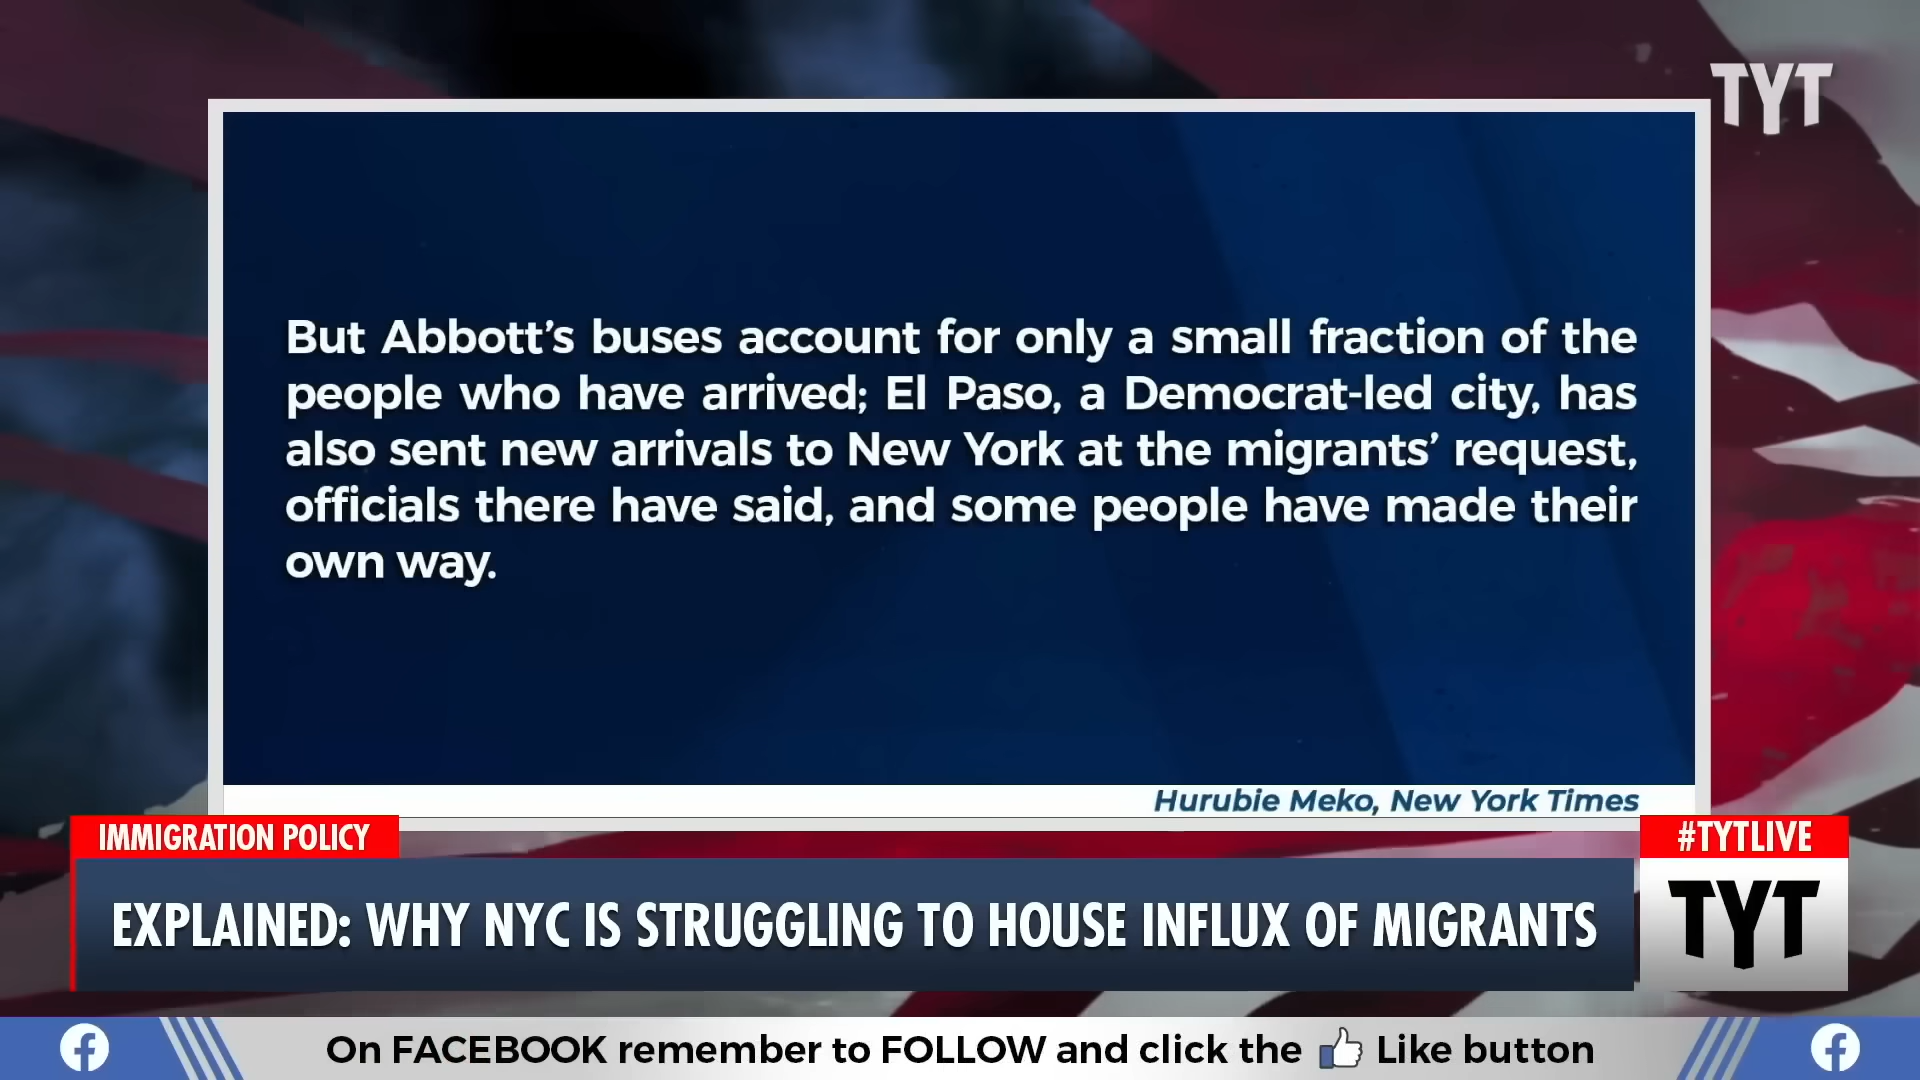 TYT
But Abbott's buses account for only a small fraction of the
people who have arrived; El Paso, a Democrat-led city, has
also sent new arrivals to New York at the migrants' request,
officials there have said, and some people have made their
own way.
Hurubie Meko, New York Times
IMMIGRATION POLICY
#TYTLIVE
EXPLAINED: WHY NYC IS STRUGGLING TO HOUSE INFLUX OF MIGRANTS
TYT
On FACEBOOK remember to FOLLOW and click the Like button